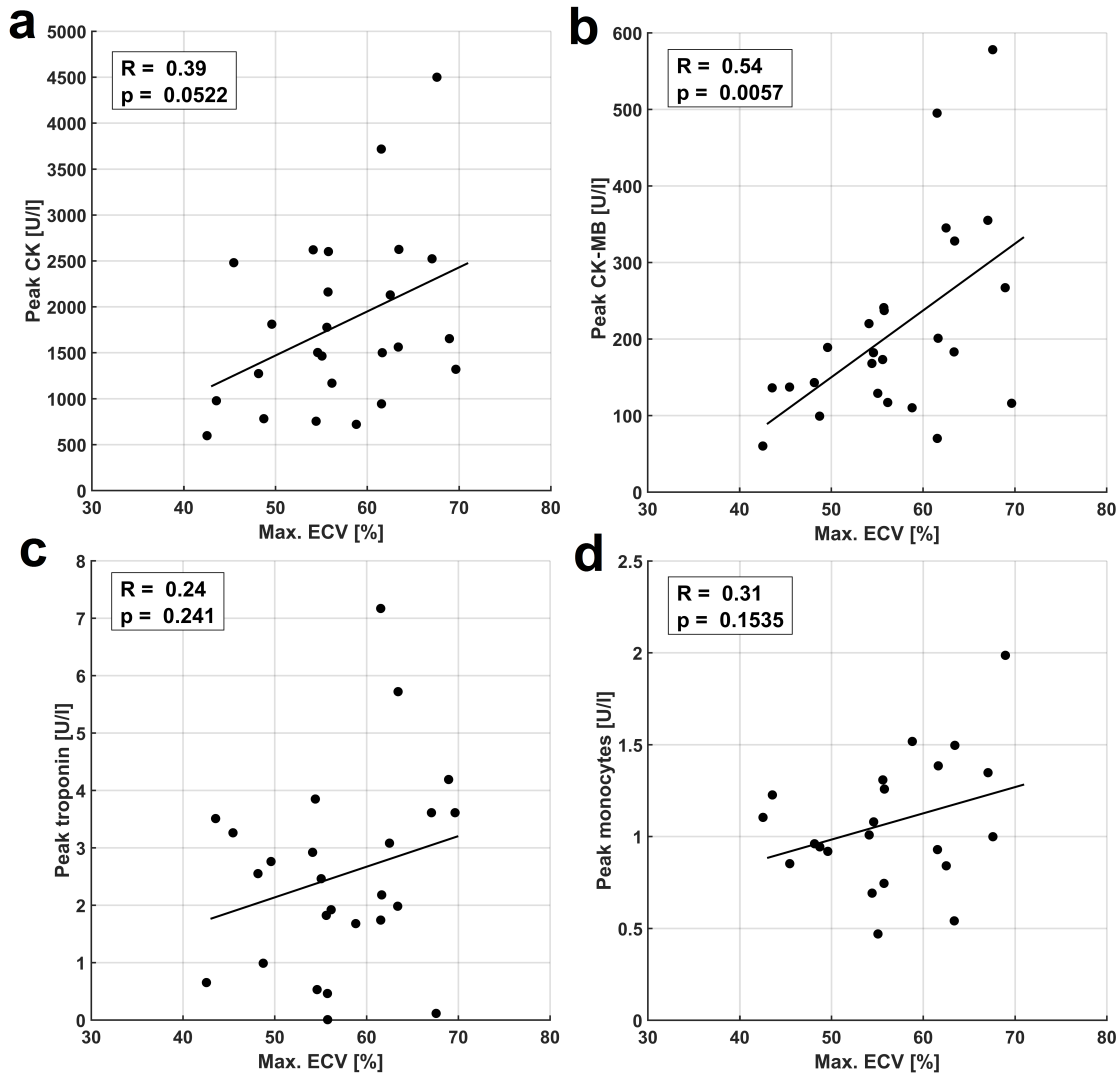 a
R = 0.39
p = 0.0522
5000
4500
4000
3500
3000
2500
2000
1500
1000
500
0
Peak CK [U/l]
30 40 50 60 70 80
Max. ECV [%]
b
R = 0.54
p = 0.0057
600
500
400
300
200
100
0
Peak CK-MB [U/l]
30 40 50 60 70 80
Max. ECV [%]
c
R = 0.24
p = 0.241
8
7
6
5
4
3
2
1
0
Peak troponin [U/l]
30 40 50 60 70 80
Max. ECV [%]
d
R = 0.31
p = 0.1535
2.5
2
1.5
1
0.5
0
Peak monocytes [U/l]
30 40 50 60 70 80
Max. ECV [%]